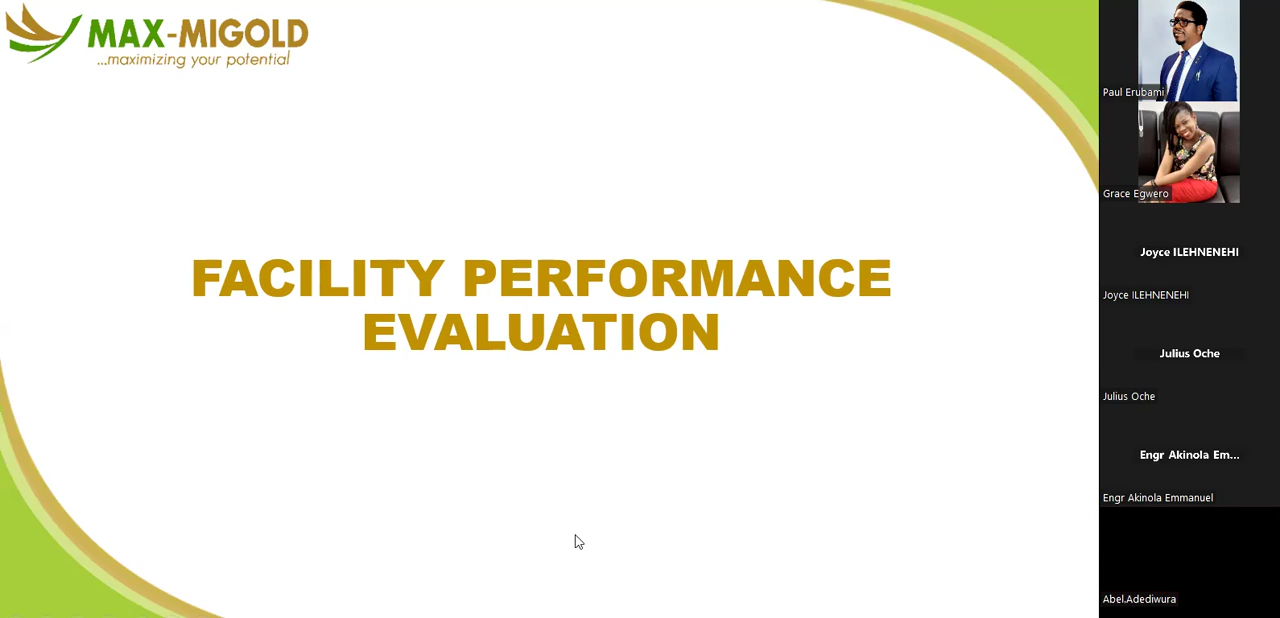 MAX-MIGOLD
...maximizing your potential
FACILITY PERFORMANCE
EVALUATION
Paul Erubami
Grace Egwero
Joyce ILEHNENEHI
Joyce ILEHNENEHI
Julius Oche
Julius Oche
Engr Akinola Em...
Engr Akinola Emmanuel
Abel.Adediwura